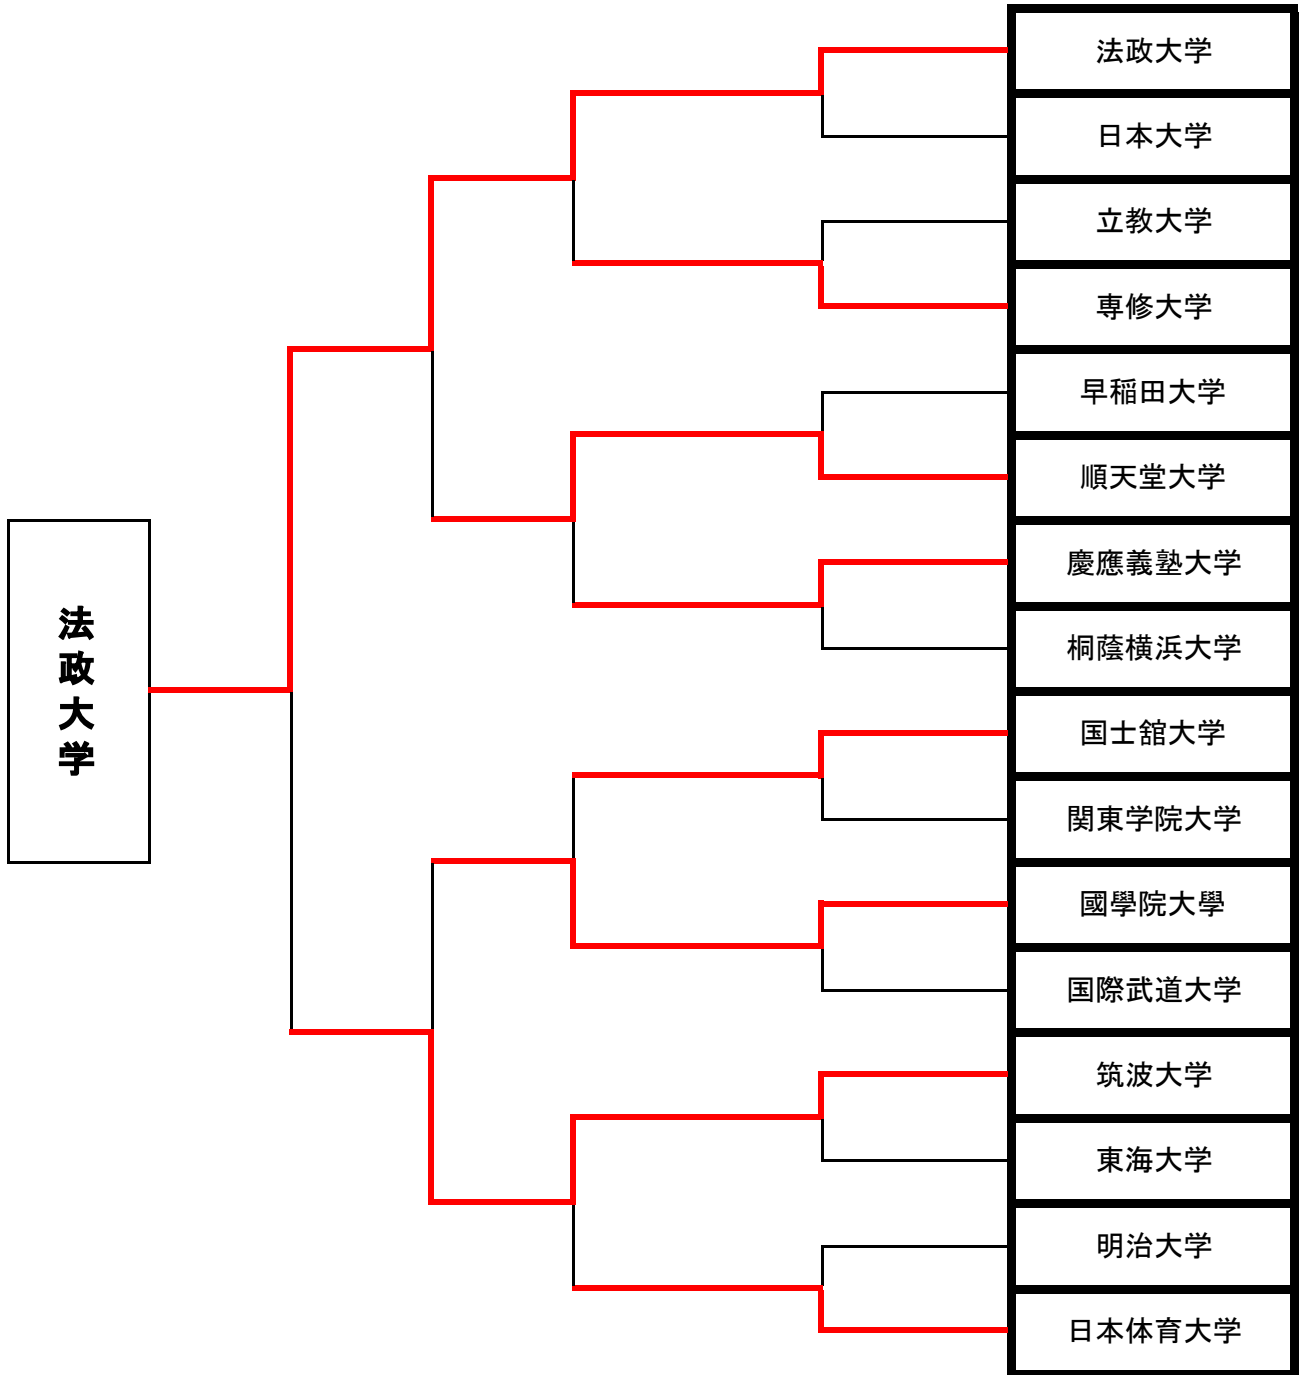 法政大学
日本大学
立教大学
専修大学
早稲田大学
順天堂大学
慶應義塾大学
桐蔭横浜大学
国士舘大学
関東学院大学
國學院大學
国際武道大学
筑波大学
東海大学
明治大学
日本体育大学
法政大学